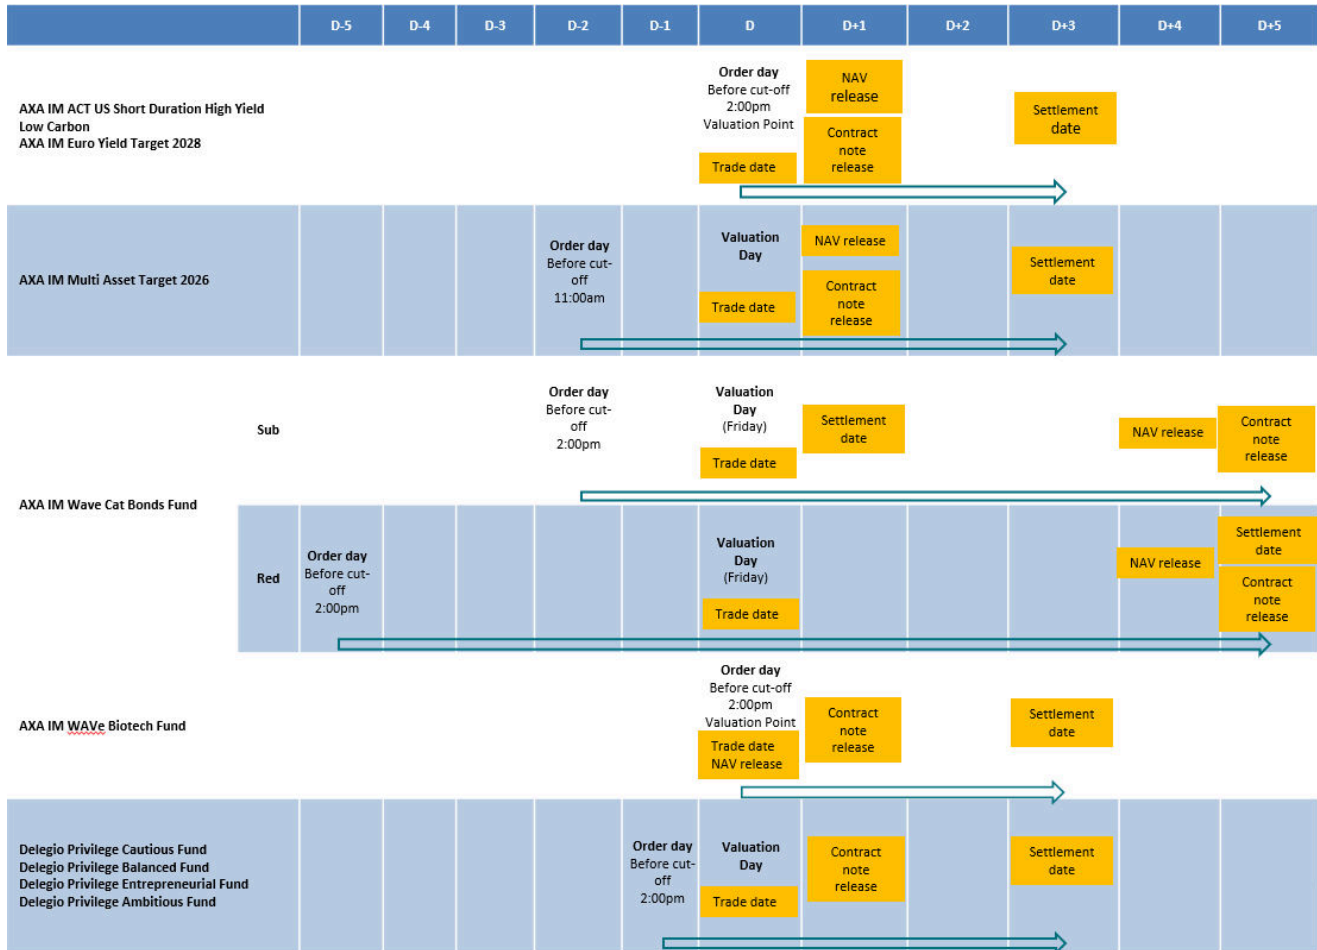 D-5 D-4 D-3 D-2 D-1 D D+1 D+2 D+3 D+4 D+5
AXA IM ACT US Short Duration High Yield
Low Carbon
AXA IM Euro Yield Target 2028
Order day
Before cut-off
2:00pm
Valuation Point
Trade date
NAV
release
Contract
note
release
Settlement
date
AXA IM Multi Asset Target 2026
Order day
Before cut-
off
11:00am
Valuation
Day
Trade date
NAV release
Contract
note
release
Settlement
date
AXA IM Wave Cat Bonds Fund
Sub
Order day
Before cut-
off
2:00pm
Valuation
Day
(Friday)
Trade date
Settlement
date
NAV release
Contract
note
release
Red
Order day
Before cut-
off
2:00pm
Valuation
Day
(Friday)
Trade date
NAV release
Settlement
date
Contract
note
release
AXA IM WAVe Biotech Fund
Order day
Before cut-off
2:00pm
Valuation Point
Trade date
NAV release
Contract
note
release
Settlement
date
Delegio Privilege Cautious Fund
Delegio Privilege Balanced Fund
Delegio Privilege Entrepreneurial Fund
Delegio Privilege Ambitious Fund
Order day
Before cut-
off
2:00pm
Valuation
Day
Trade date
Contract
note
release
Settlement
date